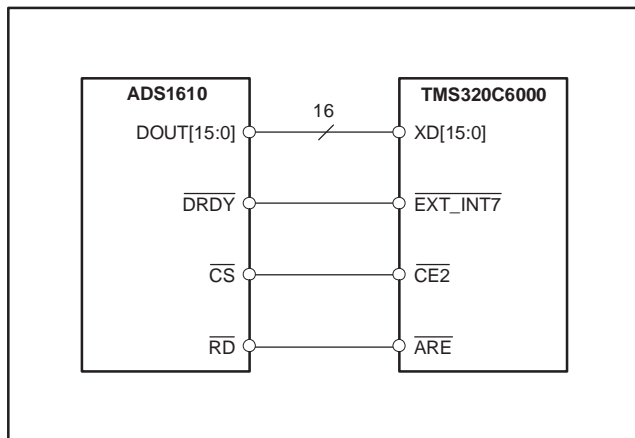 ADS1610 TMS320C6000
16
DOUT[15:0] XD[15:0]
DRDY EXT_INT7
CS CE2
RD ARE